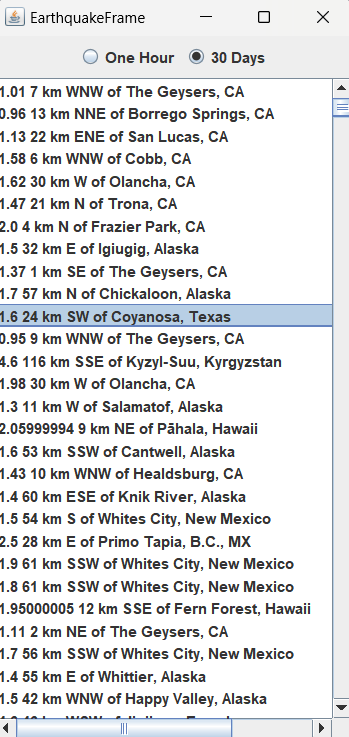 EarthquakeFrame
One Hour 30 Days
1.01 7 km WNW of The Geysers, CA
0.96 13 km NNE of Borrego Springs, CA
1.13 22 km ENE of San Lucas, CA
1.58 6 km WNW of Cobb, CA
1.62 30 km W of Olancha, CA
1.47 21 km N of Trona, CA
2.0 4 km N of Frazier Park, CA
1.5 32 km E of Igiugig, Alaska
1.37 1 km SE of The Geysers, CA
1.7 57 km N of Chickaloon, Alaska
1.6 24 km SW of Coyanosa, Texas
0.95 9 km WNW of The Geysers, CA
4.6 116 km SSE of Kyzyl-Suu, Kyrgyzstan
1.98 30 km W of Olancha, CA
1.3 11 km W of Salamatof, Alaska
2.05999994 9 km NE of Pāhala, Hawaii
1.6 53 km SSW of Cantwell, Alaska
1.43 10 km WNW of Healdsburg, CA
1.4 60 km ESE of Knik River, Alaska
1.5 54 km S of Whites City, New Mexico
2.5 28 km E of Primo Tapia, B.C., MX
1.9 61 km SSW of Whites City, New Mexico
1.8 61 km SSW of Whites City, New Mexico
1.95000005 12 km SSE of Fern Forest, Hawaii
1.11 2 km NE of The Geysers, CA
1.7 56 km SSW of Whites City, New Mexico
1.4 55 km E of Whittier, Alaska
1.5 42 km WNW of Happy Valley, Alaska